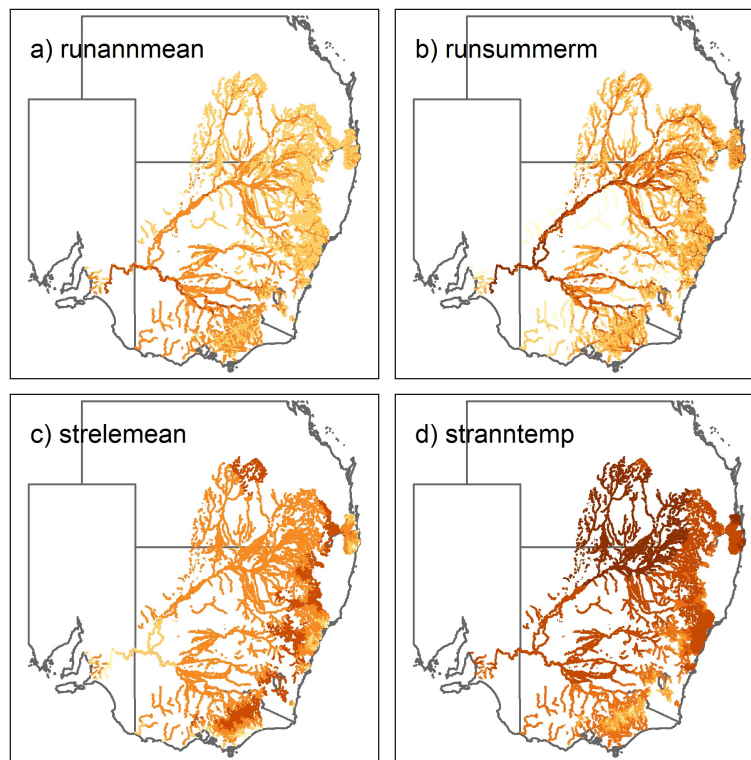 a) runannmean
b) runsummerm
c) strelemean
d) stranntemp